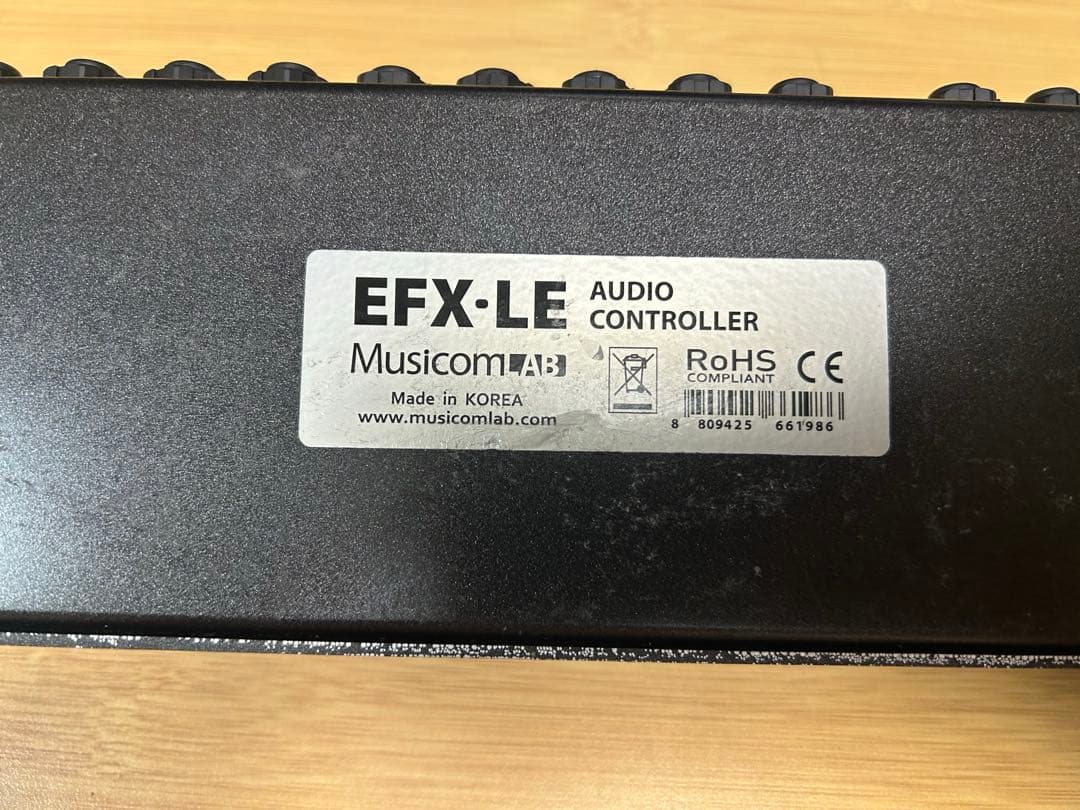 EFX·LE AUDIO CONTROLLER
MusicomLAB
Made in KOREA
www.musicomlab.com
RoHS
COMPLIANT
CE
8 809425 661986